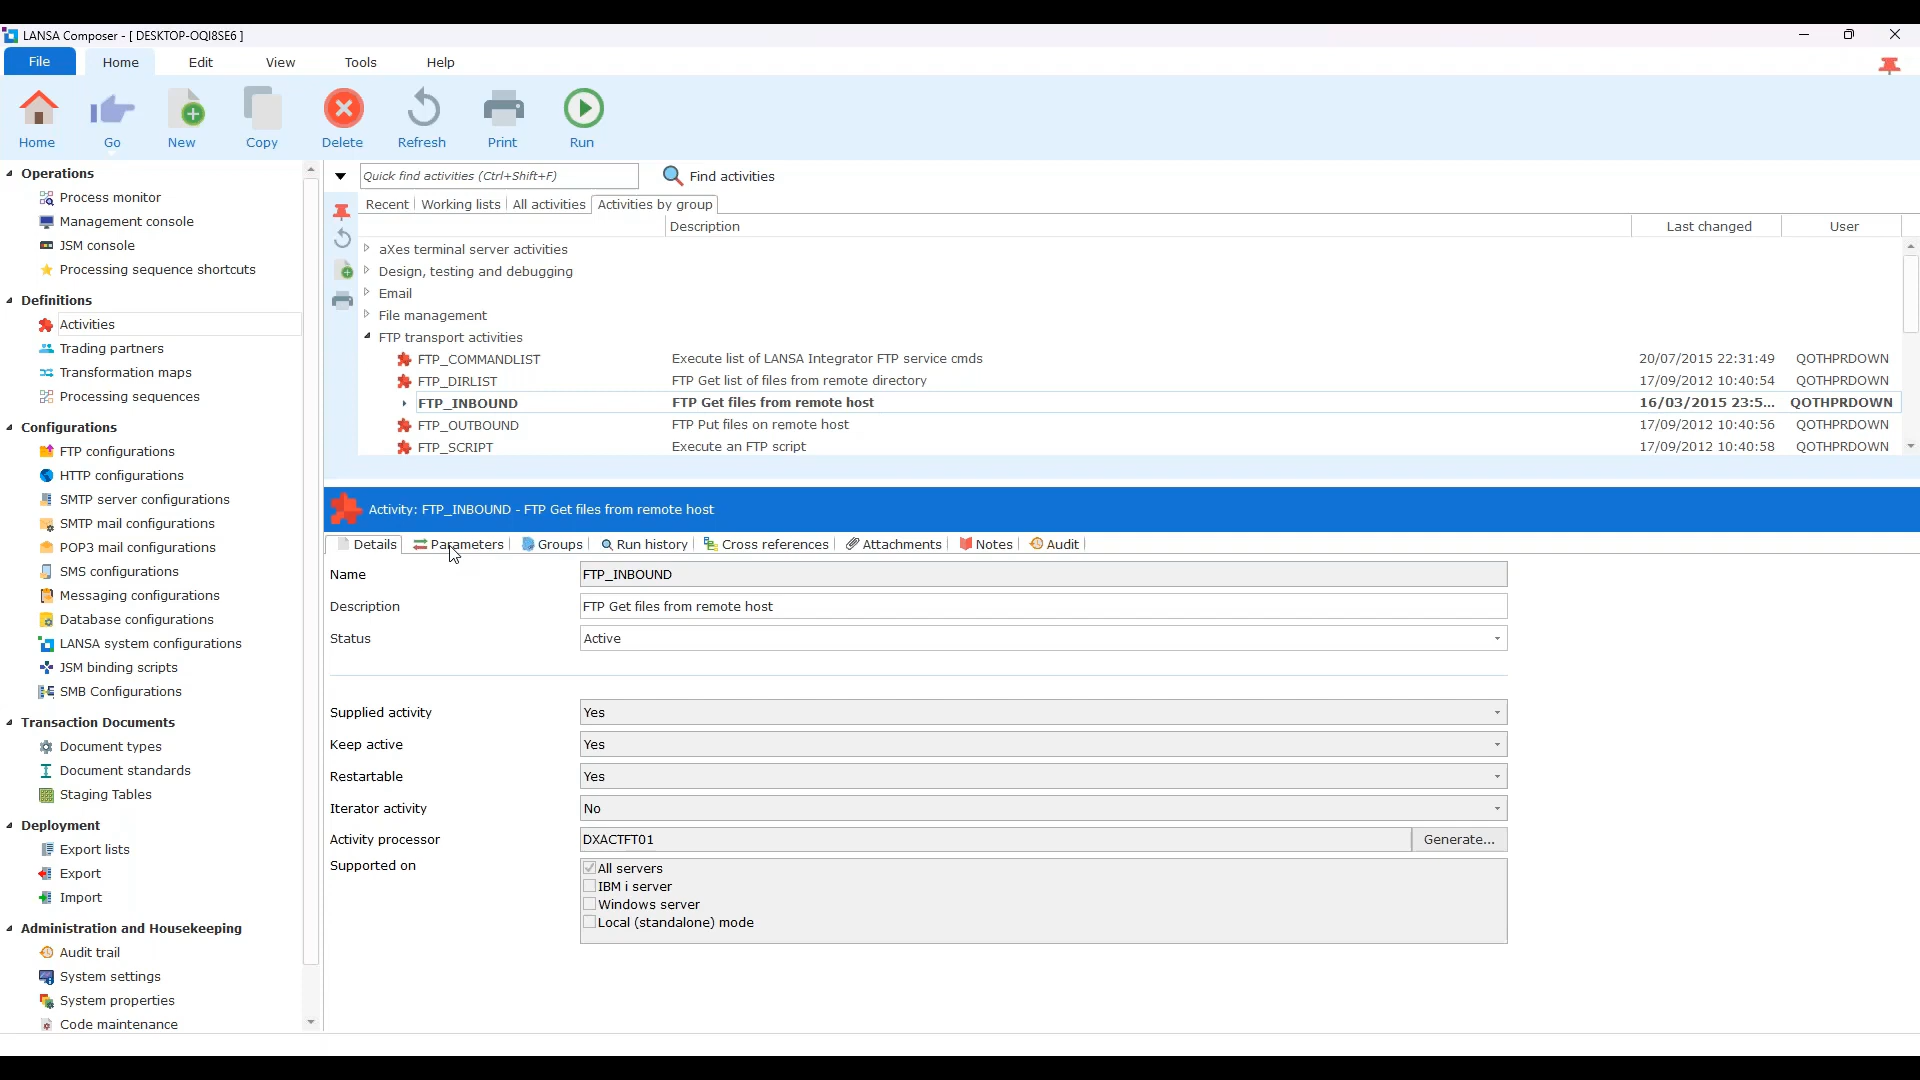 LANSA Composer - [ DESKTOP-OQI8SE6 ]
File Home Edit View Tools Help
Home Go New Copy Delete Refresh Print Run
Operations
Process monitor
Management console
JSM console
Processing sequence shortcuts
Definitions
Activities
Trading partners
Transformation maps
Processing sequences
Configurations
FTP configurations
HTTP configurations
SMTP server configurations
SMTP mail configurations
POP3 mail configurations
SMS configurations
Messaging configurations
Database configurations
LANSA system configurations
JSM binding scripts
SMB Configurations
Transaction Documents
Document types
Document standards
Staging Tables
Deployment
Export lists
Export
Import
Administration and Housekeeping
Audit trail
System settings
System properties
Code maintenance
Quick find activities (Ctrl+Shift+F) Find activities
Recent Working lists All activities Activities by group
Description Last changed User
aXes terminal server activities
Design, testing and debugging
Email
File management
FTP transport activities
FTP_COMMANDLIST Execute list of LANSA Integrator FTP service cmds 20/07/2015 22:31:49 QOTHPRDOWN
FTP_DIRLIST FTP Get list of files from remote directory 17/09/2012 10:40:54 QOTHPRDOWN
FTP_INBOUND FTP Get files from remote host 16/03/2015 23:5... QOTHPRDOWN
FTP_OUTBOUND FTP Put files on remote host 17/09/2012 10:40:56 QOTHPRDOWN
FTP_SCRIPT Execute an FTP script 17/09/2012 10:40:58 QOTHPRDOWN
Activity: FTP_INBOUND - FTP Get files from remote host
Details Parameters Groups Run history Cross references Attachments Notes Audit
Name FTP_INBOUND
Description FTP Get files from remote host
Status Active
Supplied activity Yes
Keep active Yes
Restartable Yes
Iterator activity No
Activity processor DXACTFT01 Generate...
Supported on All servers
IBM i server
Windows server
Local (standalone) mode